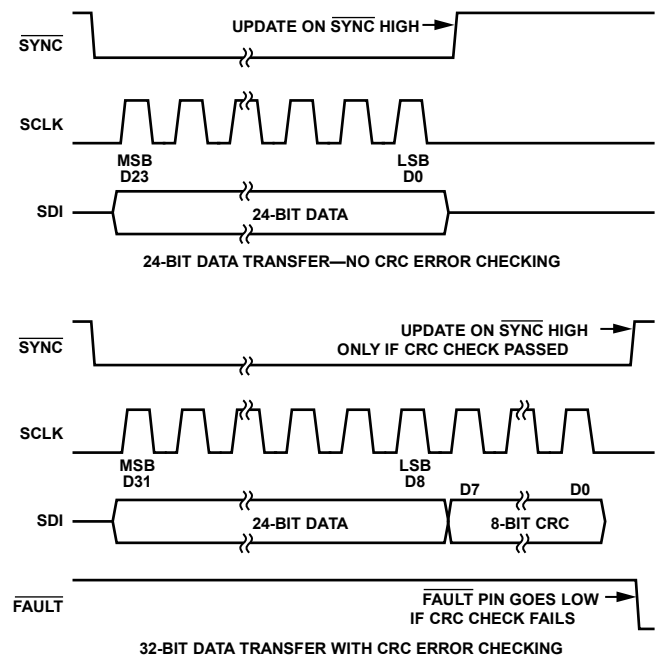 UPDATE ON SYNC HIGH
SYNC
SCLK
MSB
D23
LSB
D0
SDI
24-BIT DATA
24-BIT DATA TRANSFER—NO CRC ERROR CHECKING
UPDATE ON SYNC HIGH
ONLY IF CRC CHECK PASSED
SYNC
SCLK
MSB
D31
LSB
D8
D7
D0
SDI
24-BIT DATA
8-BIT CRC
FAULT
FAULT PIN GOES LOW
IF CRC CHECK FAILS
32-BIT DATA TRANSFER WITH CRC ERROR CHECKING